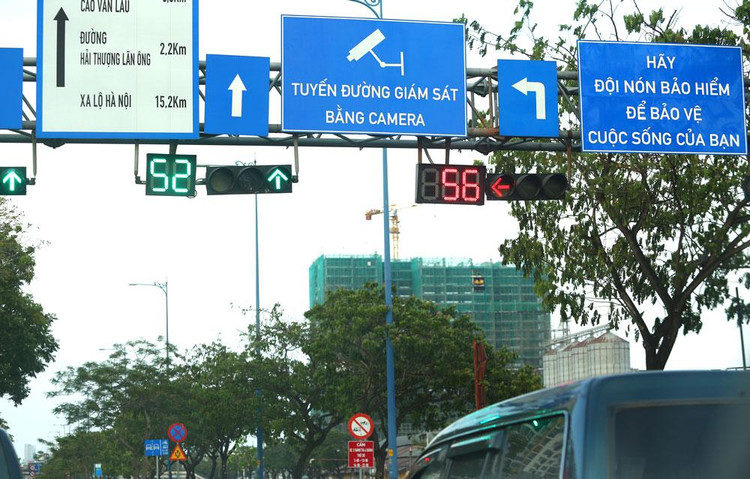 CAO VĂN LẦU
ĐƯỜNG
HẢI THƯỢNG LÃN ÔNG 2,2Km
XA LỘ HÀ NỘI 15,2Km
TUYẾN ĐƯỜNG GIÁM SÁT
BẰNG CAMERA
HÃY
ĐỘI NÓN BẢO HIỂM
ĐỂ BẢO VỆ
CUỘC SỐNG CỦA BẠN
52
56
CẤM